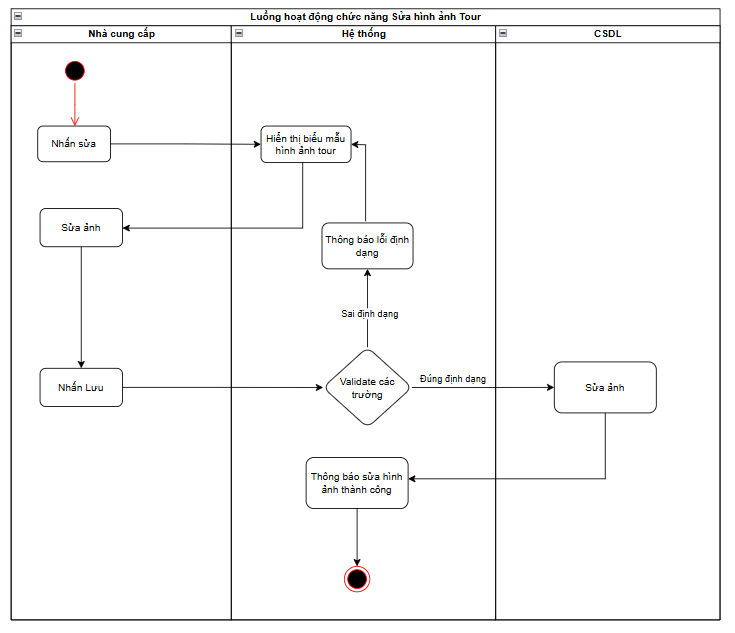 Luồng hoạt động chức năng Sửa hình ảnh Tour
Nhà cung cấp
Hệ thống
CSDL
Nhấn sửa
Hiển thị biểu mẫu
hình ảnh tour
Sửa ảnh
Thông báo lỗi định
dạng
Sai định dạng
Nhấn Lưu
Validate các
trường
Đúng định dạng
Sửa ảnh
Thông báo sửa hình
ảnh thành công